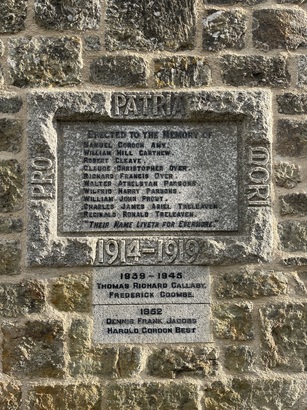 PRO
PATRIA
MORI
ERECTED TO THE MEMORY OF
SAMUEL GORDON AMY.
WILLIAM HILL CANTHEW.
ROBERT CLEAVE.
CLAUDE CHRISTOPHER OYER.
RICHARD FRANCIS OYER.
WALTER ATHELSTAN PARSONS.
WILFRID HARRY PARSONS.
WILLIAM JOHN PROUT.
CHARLES JAMES ARIEL TRELEAVEN.
REGINALD RONALD TRELEAVEN.
"THEIR NAME LIVETH FOR EVERMORE."
1914-1919
1939-1945
THOMAS RICHARD CALLABY.
FREDERICK COOMBE.
1952
DENNIS FRANK JACOBS
HAROLD GORDON BEST